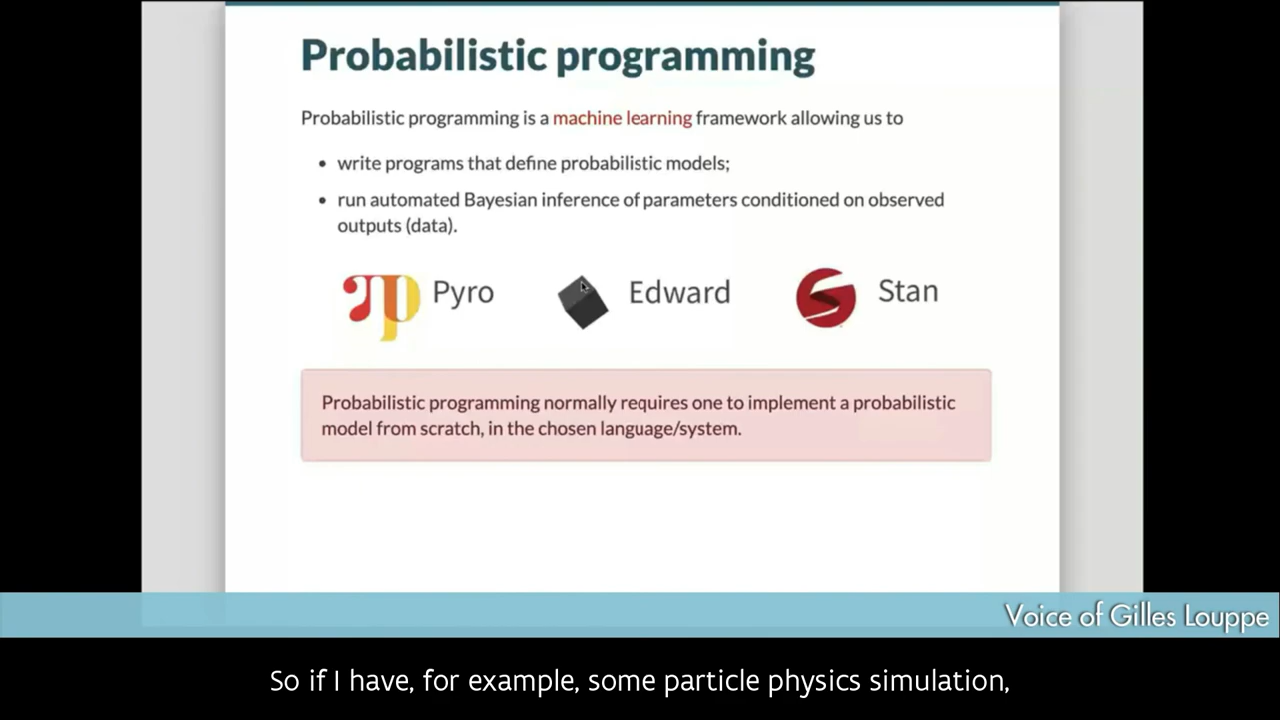 Probabilistic programming
Probabilistic programming is a machine learning framework allowing us to
• write programs that define probabilistic models;
• run automated Bayesian inference of parameters conditioned on observed
outputs (data).
Pyro Edward Stan
Probabilistic programming normally requires one to implement a probabilistic
model from scratch, in the chosen language/system.
Voice of Gilles Louppe
So if I have, for example, some particle physics simulation,